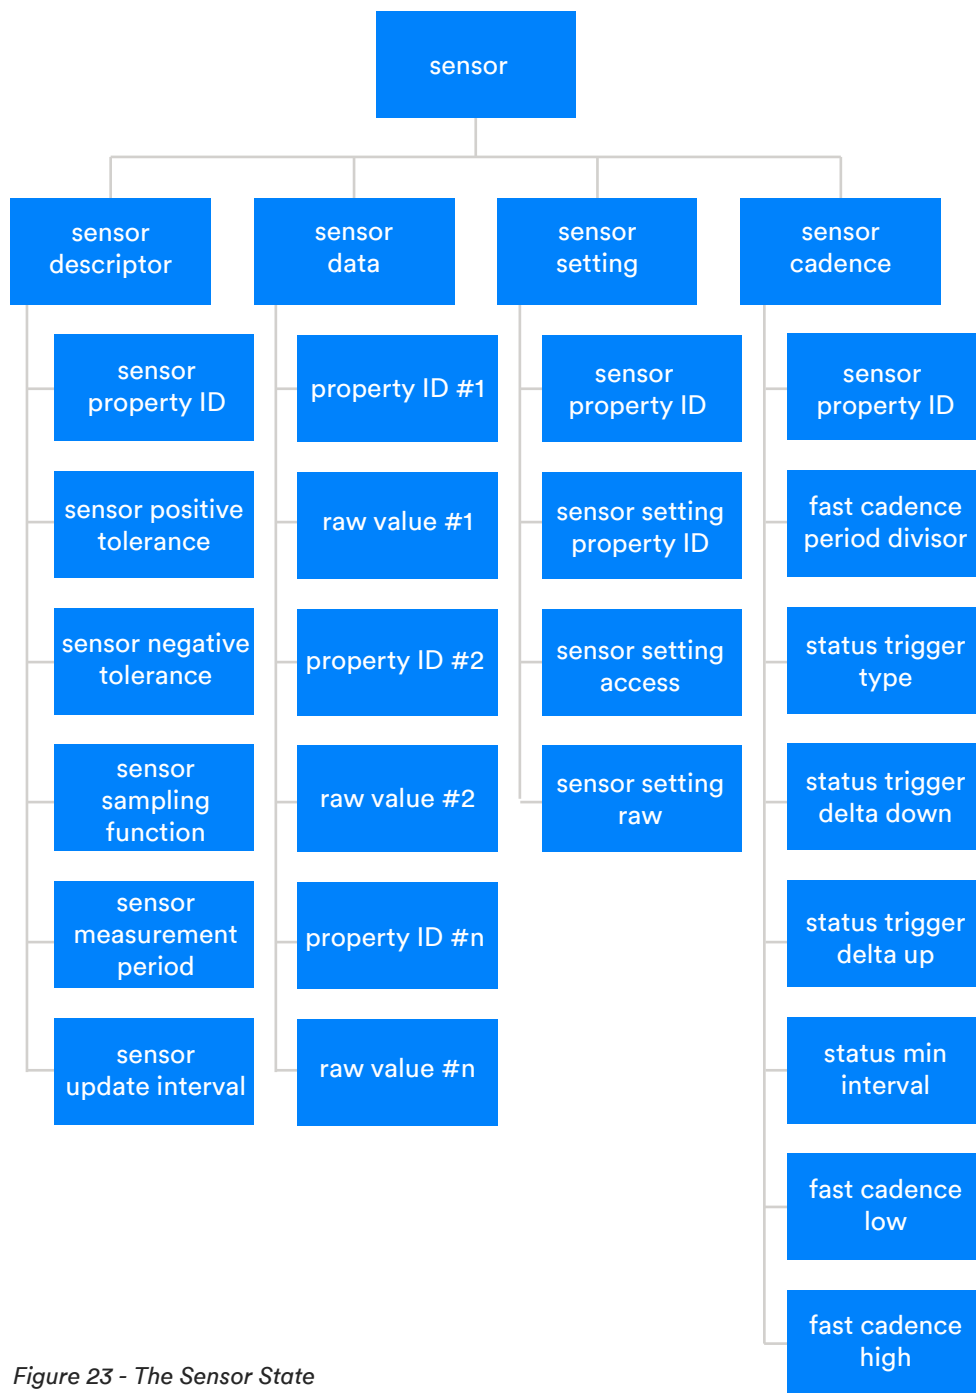 sensor
sensor
descriptor
sensor
data
sensor
setting
sensor
cadence
sensor
property ID
sensor positive
tolerance
sensor negative
tolerance
sensor
sampling
function
sensor
measurement
period
sensor
update interval
property ID #1
raw value #1
property ID #2
raw value #2
property ID #n
raw value #n
sensor
property ID
sensor setting
property ID
sensor setting
access
sensor setting
raw
sensor
property ID
fast cadence
period divisor
status trigger
type
status trigger
delta down
status trigger
delta up
status min
interval
fast cadence
low
fast cadence
high
Figure 23 - The Sensor State